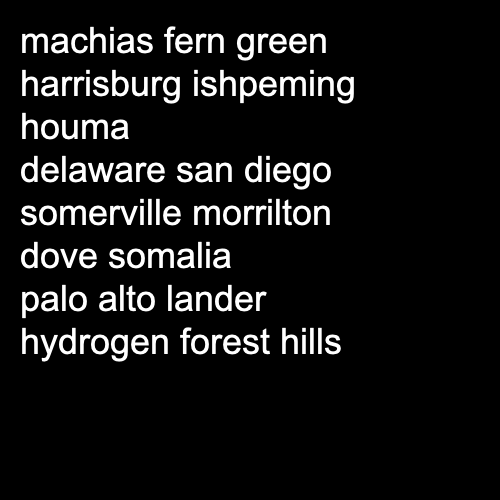 machias fern green
harrisburg ishpeming
houma
delaware san diego
somerville morrilton
dove somalia
palo alto lander
hydrogen forest hills